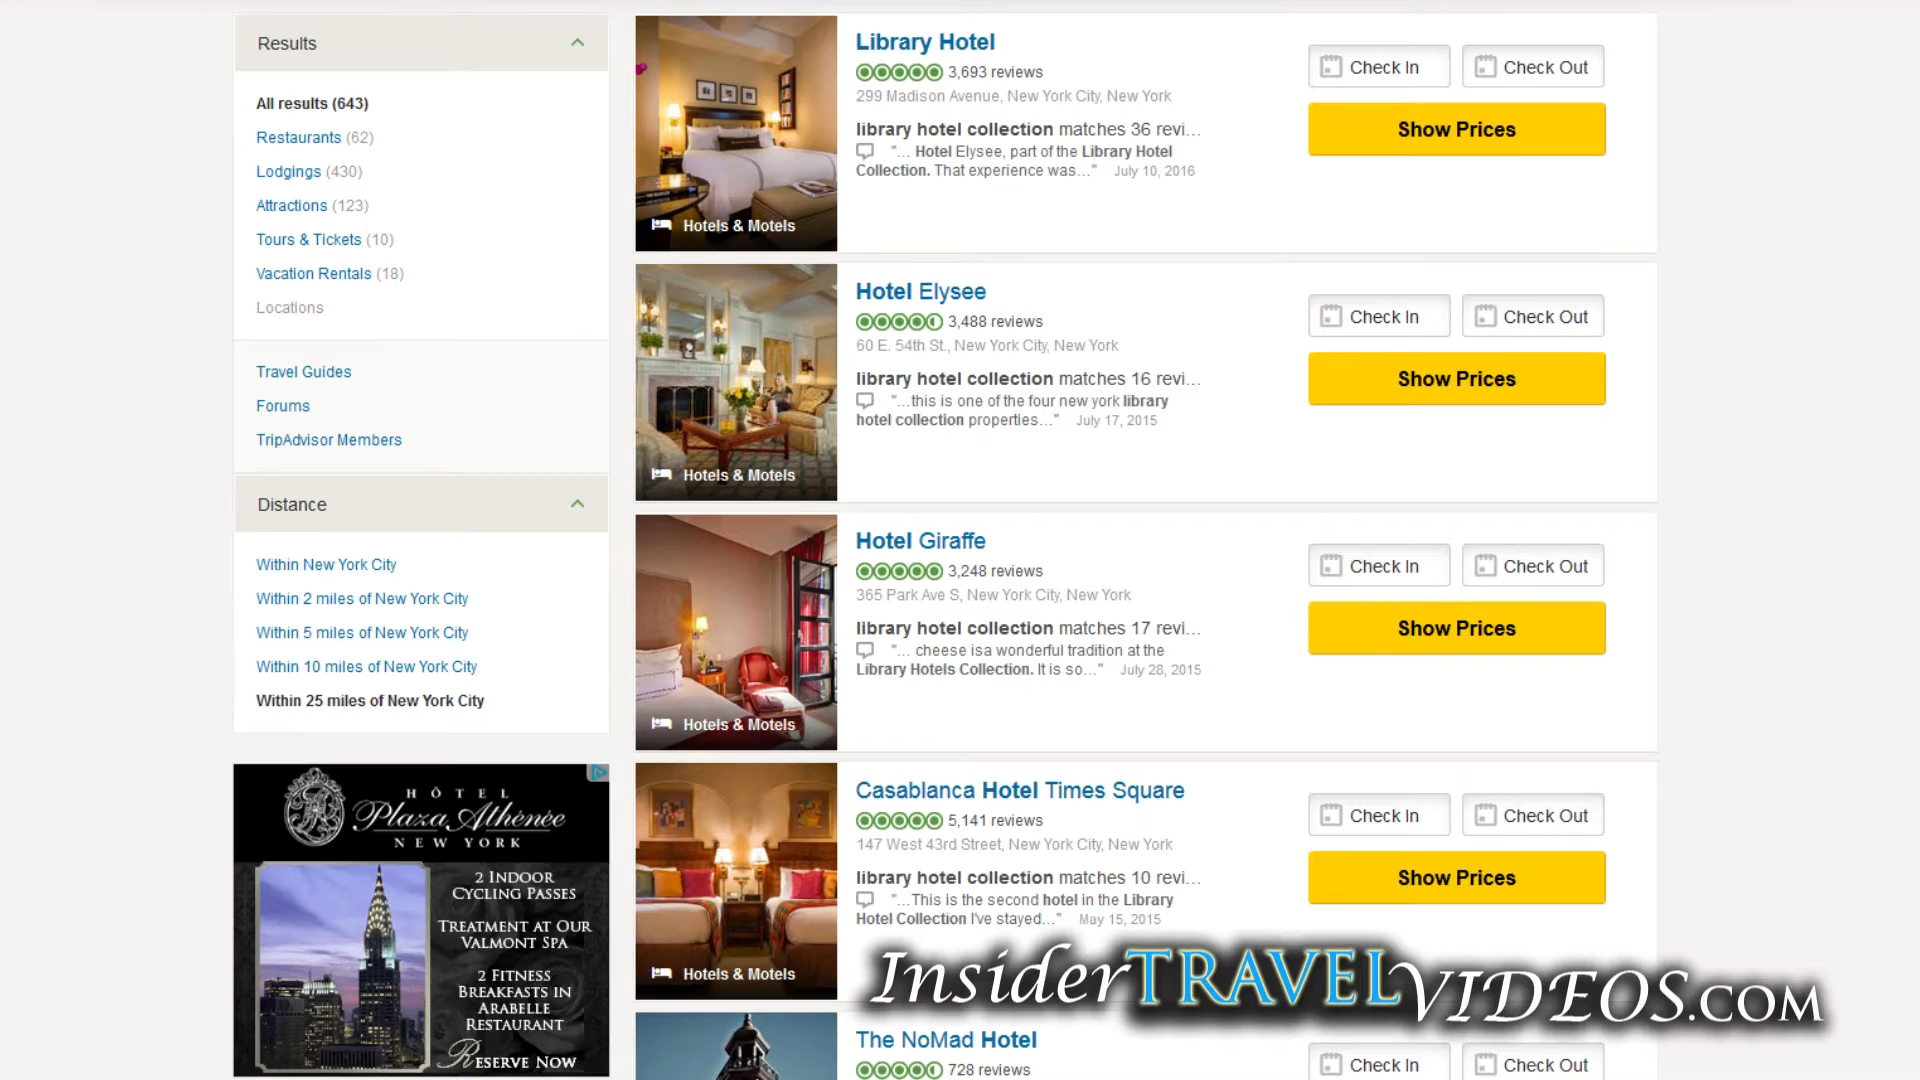 Results
All results (643)
Restaurants (62)
Lodgings (430)
Attractions (123)
Tours & Tickets (10)
Vacation Rentals (18)
Locations
Travel Guides
Forums
TripAdvisor Members
Distance
Within New York City
Within 2 miles of New York City
Within 5 miles of New York City
Within 10 miles of New York City
Within 25 miles of New York City
HÔTEL
Plaza Athénée
NEW YORK
2 INDOOR
CYCLING PASSES
TREATMENT AT OUR
VALMONT SPA
2 FITNESS
BREAKFASTS IN
ARABELLE
RESTAURANT
RESERVE NOW
Hotels & Motels
Library Hotel
3,693 reviews
299 Madison Avenue, New York City, New York
library hotel collection matches 36 revi...
"... Hotel Elysee, part of the Library Hotel
Collection. That experience was..." July 10, 2016
Check In
Check Out
Show Prices
Hotels & Motels
Hotel Elysee
3,488 reviews
60 E. 54th St., New York City, New York
library hotel collection matches 16 revi...
"...this is one of the four new york library
hotel collection properties..." July 17, 2015
Check In
Check Out
Show Prices
Hotels & Motels
Hotel Giraffe
3,248 reviews
365 Park Ave S, New York City, New York
library hotel collection matches 17 revi...
"... cheese isa wonderful tradition at the
Library Hotels Collection. It is so..." July 28, 2015
Check In
Check Out
Show Prices
Hotels & Motels
Casablanca Hotel Times Square
5,141 reviews
147 West 43rd Street, New York City, New York
library hotel collection matches 10 revi...
"...This is the second hotel in the Library
Hotel Collection I've stayed..." May 15, 2015
Check In
Check Out
Show Prices
The NoMad Hotel
728 reviews
Check In
Check Out
InsiderTRAVELVIDEOS.COM